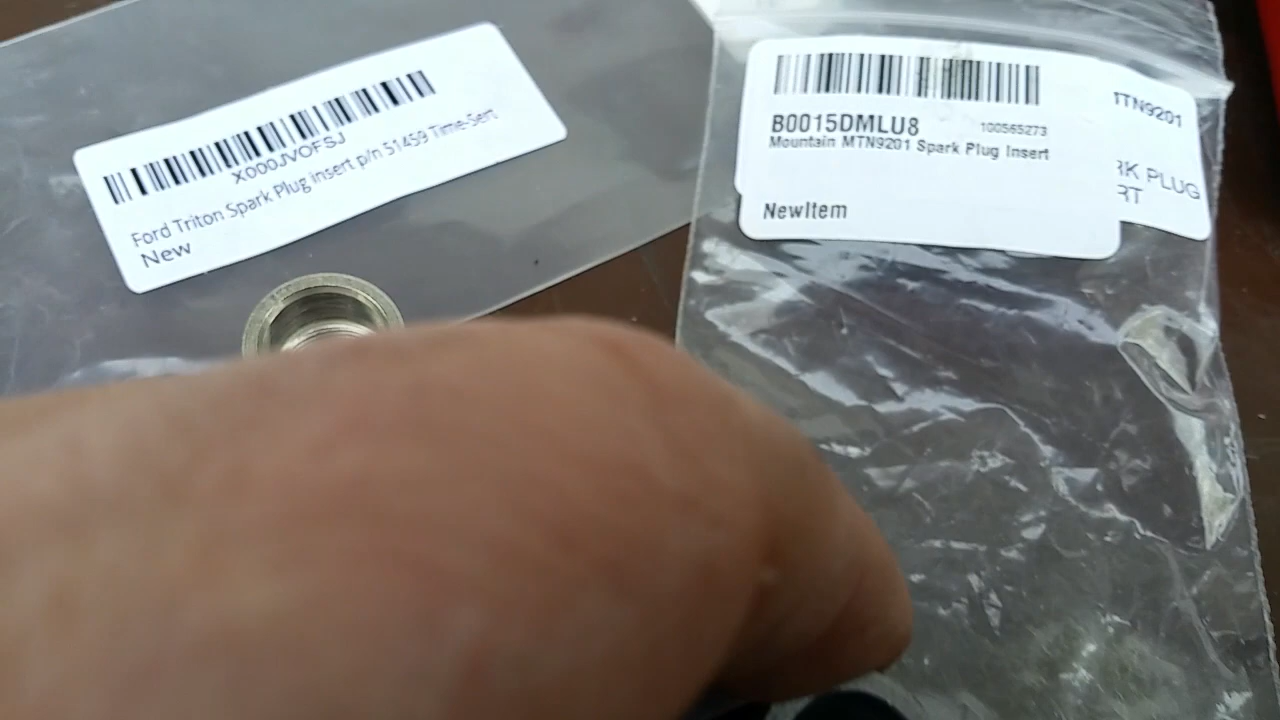 X000JVOFSJ
Ford Triton Spark Plug insert p/n 51459 Time-Sert
New
B0015DMLU8 100565273
Mountain MTN9201 Spark Plug Insert
NewItem
TN9201
PLUG
RT